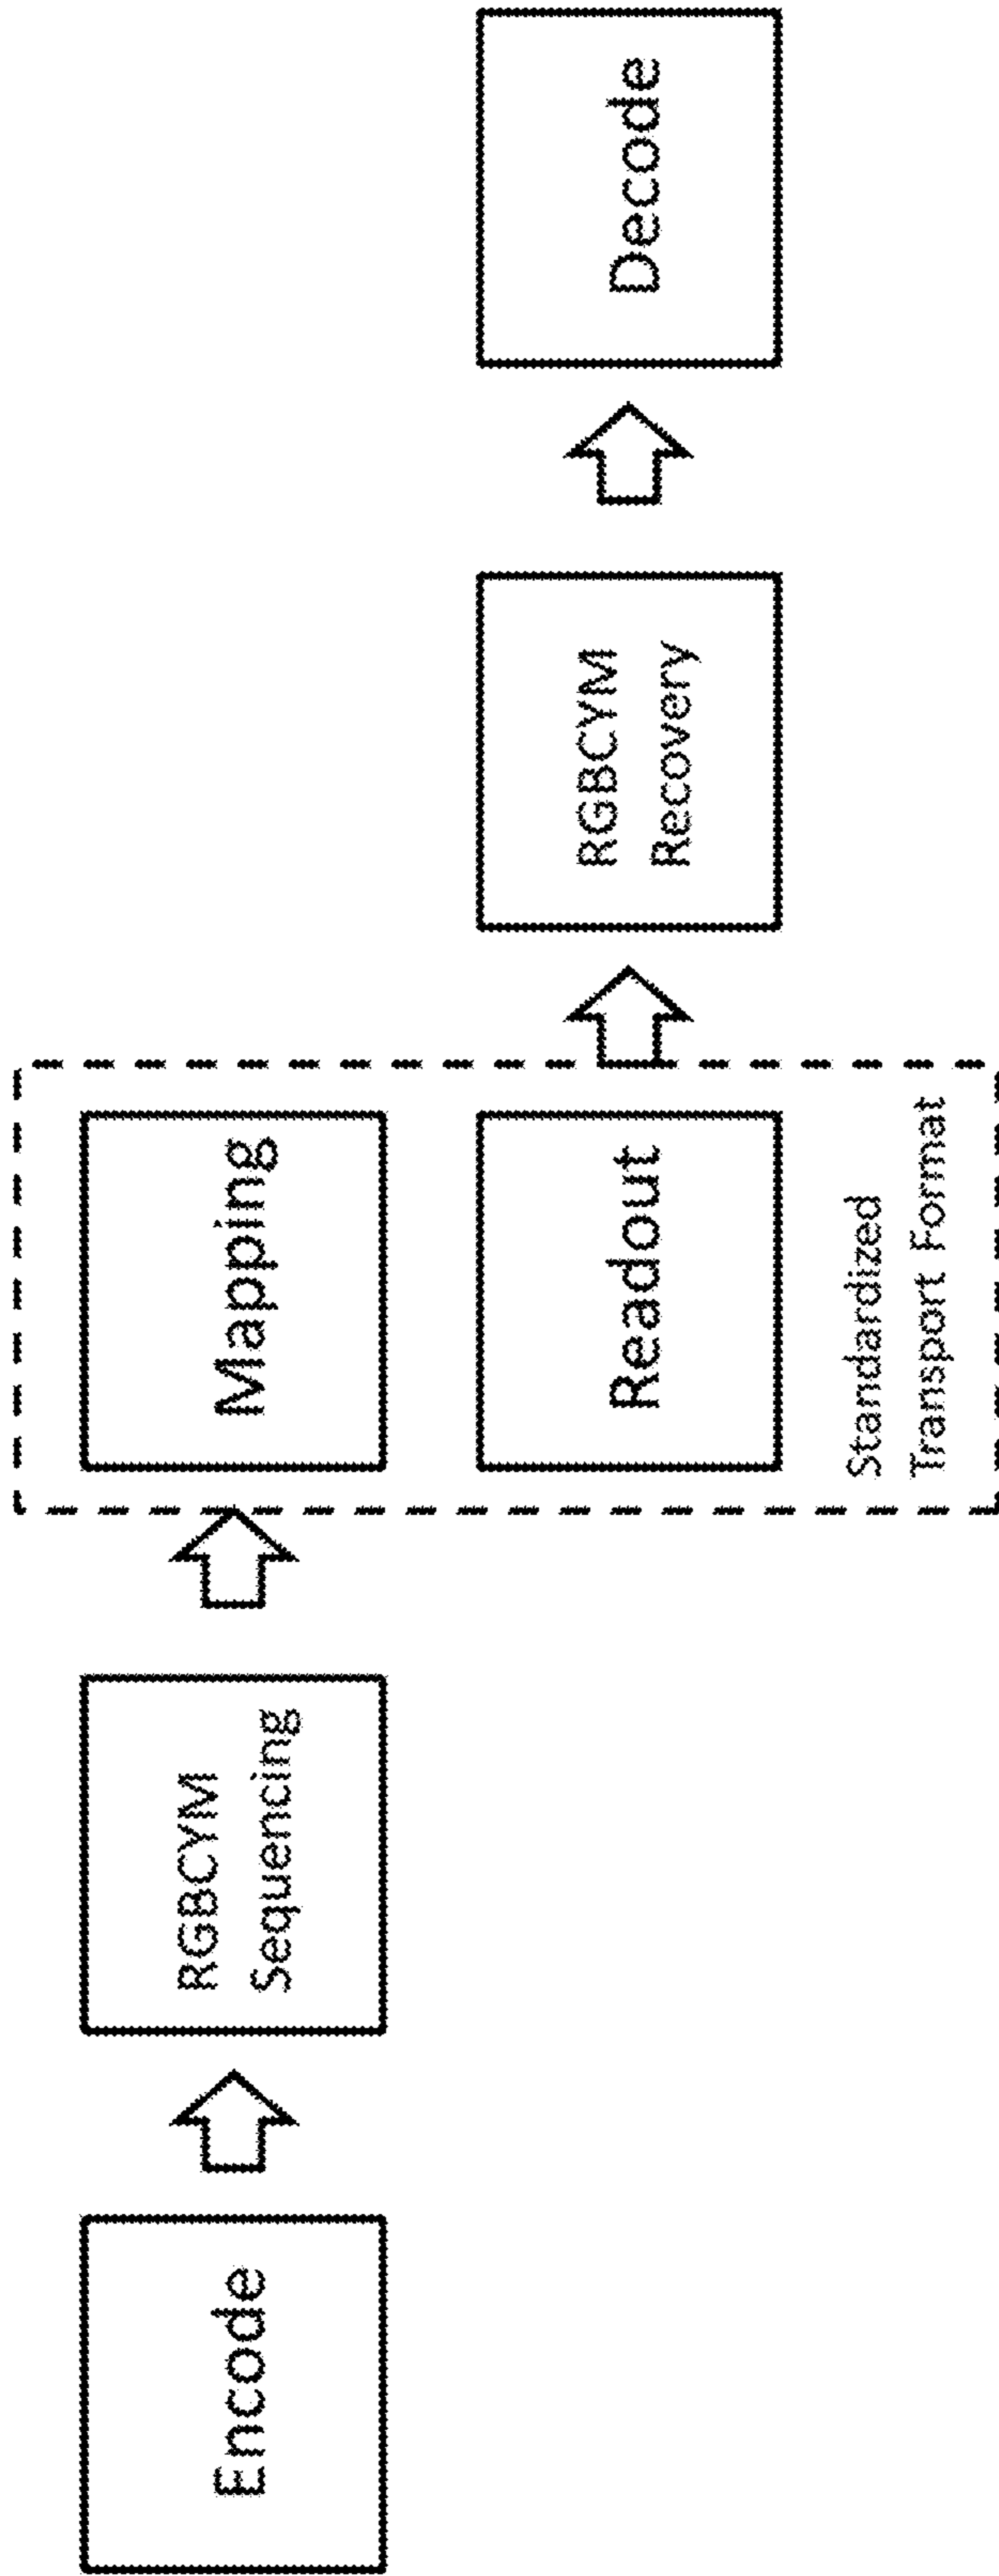 Encode
RGBCYM
Sequencing
Mapping
Readout
Standardized
Transport Format
RGBCYM
Recovery
Decode